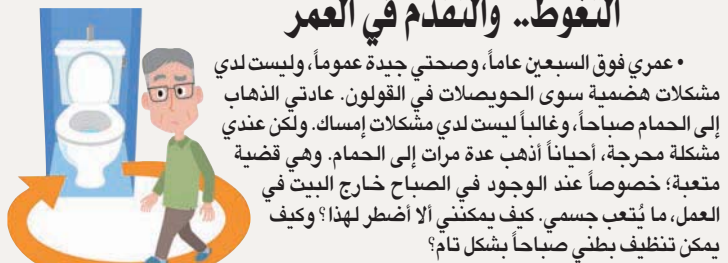 التغوط.. والتقدم في العمر
• عمري فوق السبعين عاماً، وصحتي جيدة عموماً، وليست لدي
مشكلات هضمية سوى الحويصلات في القولون. عادتي الذهاب
إلى الحمام صباحاً، وغالباً ليست لدي مشكلات إمساك. ولكن عندي
مشكلة محرجة، أحياناً أذهب عدة مرات إلى الحمام. وهي قضية
متعبة؛ خصوصاً عند الوجود في الصباح خارج البيت في
العمل، ما يُتعب جسمي. كيف يمكنني ألا أضطر لهذا؟ وكيف
يمكن تنظيف بطني صباحاً بشكل تام؟